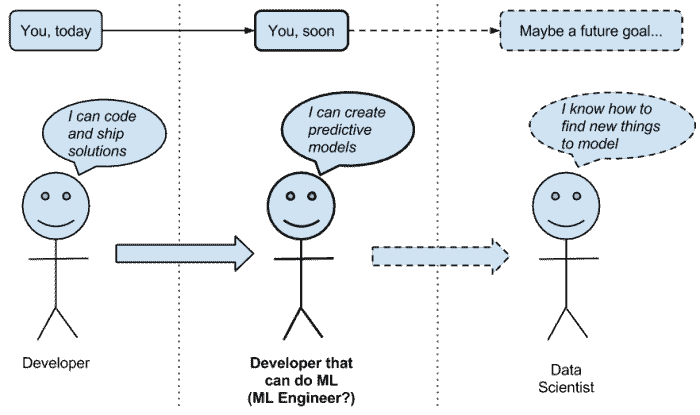 You, today
You, soon
Maybe a future goal...
I can code
and ship
solutions
I can create
predictive
models
I know how to
find new things
to model
Developer
Developer that
can do ML
(ML Engineer?)
Data
Scientist